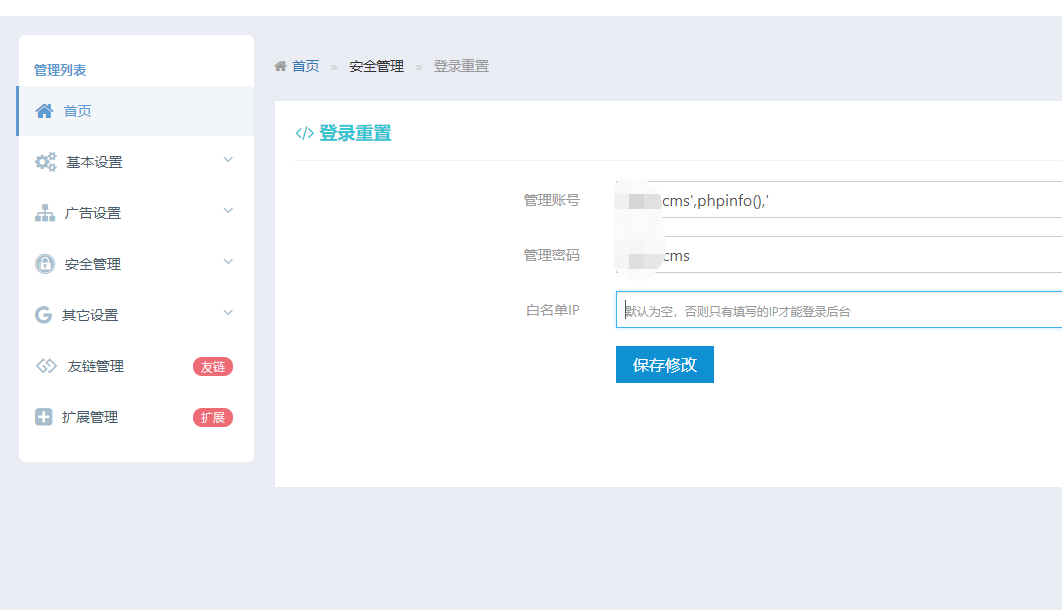 管理列表
首页
基本设置
广告设置
安全管理
其它设置
友链管理 友链
扩展管理 扩展
首页 » 安全管理 » 登录重置
</> 登录重置
管理账号 cms',phpinfo(),'
管理密码 cms
白名单IP 默认为空，否则只有填写的IP才能登录后台
保存修改